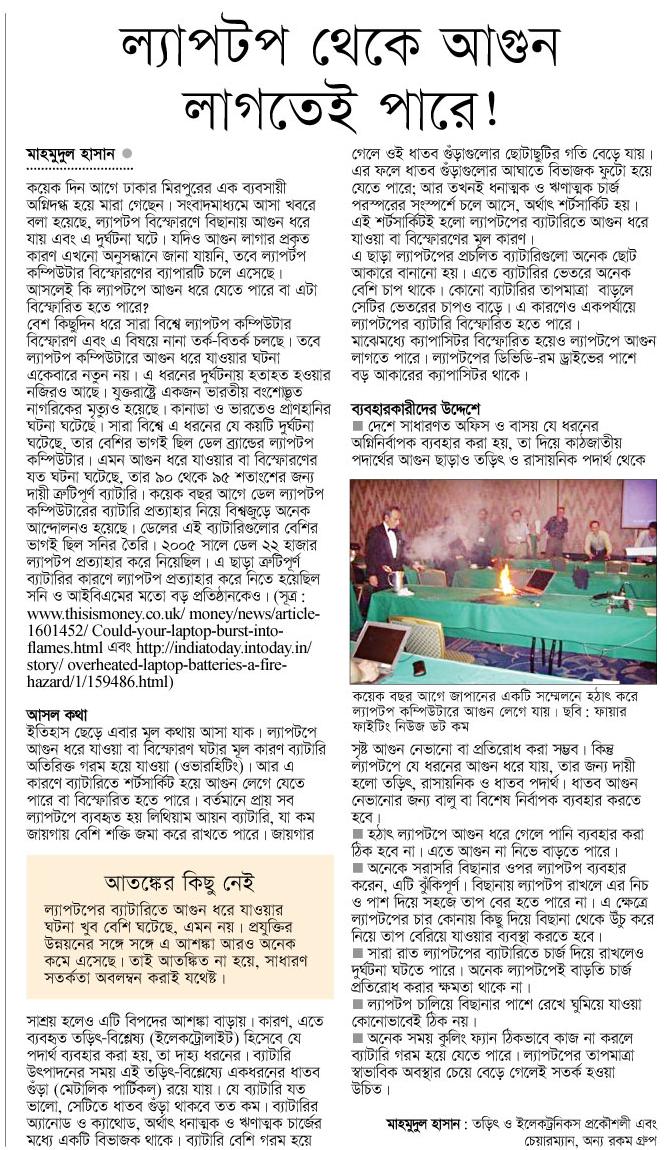 ল্যাপটপ থেকে আগুন
লাগতেই পারে!
মাহমুদুল হাসান ●
কয়েক দিন আগে ঢাকার মিরপুরের এক ব্যবসায়ী
অগ্নিদগ্ধ হয়ে মারা গেছেন। সংবাদমাধ্যমে আসা খবরে
বলা হয়েছে, ল্যাপটপ বিস্ফোরণে বিছানায় আগুন ধরে
যায় এবং এ দুর্ঘটনা ঘটে। যদিও আগুন লাগার প্রকৃত
কারণ এখনো অনুসন্ধানে জানা যায়নি, তবে ল্যাপটপ
কম্পিউটার বিস্ফোরণের ব্যাপারটি চলে এসেছে।
আসলেই কি ল্যাপটপে আগুন ধরে যেতে পারে বা এটা
বিস্ফোরিত হতে পারে?
বেশ কিছুদিন ধরে সারা বিশ্বে ল্যাপটপ কম্পিউটার
বিস্ফোরণ এবং এ বিষয়ে নানা তর্ক-বিতর্ক চলছে। তবে
ল্যাপটপ কম্পিউটারে আগুন ধরে যাওয়ার ঘটনা
একেবারে নতুন নয়। এ ধরনের দুর্ঘটনায় হতাহত হওয়ার
নজিরও আছে। যুক্তরাষ্ট্রে একজন ভারতীয় বংশোদ্ভূত
নাগরিকের মৃত্যুও হয়েছে। কানাডা ও ভারতেও প্রাণহানির
ঘটনা ঘটেছে। সারা বিশ্বে এ ধরনের যে কয়টি দুর্ঘটনা
ঘটেছে, তার বেশির ভাগই ছিল ডেল ব্র্যান্ডের ল্যাপটপ
কম্পিউটার। এমন আগুন ধরে যাওয়ার বা বিস্ফোরণের
যত ঘটনা ঘটেছে, তার ৯০ থেকে ৯৫ শতাংশের জন্য
দায়ী ত্রুটিপূর্ণ ব্যাটারি। কয়েক বছর আগে ডেল ল্যাপটপ
কম্পিউটারের ব্যাটারি প্রত্যাহার নিয়ে বিশ্বজুড়ে অনেক
আন্দোলনও হয়েছে। ডেলের এই ব্যাটারিগুলোর বেশির
ভাগই ছিল সনির তৈরি। ২০০৫ সালে ডেল ২২ হাজার
ল্যাপটপ প্রত্যাহার করে নিয়েছিল। এ ছাড়া ত্রুটিপূর্ণ
ব্যাটারির কারণে ল্যাপটপ প্রত্যাহার করে নিতে হয়েছিল
সনি ও আইবিএমের মতো বড় প্রতিষ্ঠানকেও। (সূত্র :
www.thisismoney.co.uk/ money/news/article-
1601452/ Could-your-laptop-burst-into-
flames.html এবং http://indiatoday.intoday.in/
story/ overheated-laptop-batteries-a-fire-
hazard/1/159486.html)
আসল কথা
ইতিহাস ছেড়ে এবার মূল কথায় আসা যাক। ল্যাপটপে
আগুন ধরে যাওয়া বা বিস্ফোরণ ঘটার মূল কারণ ব্যাটারি
অতিরিক্ত গরম হয়ে যাওয়া (ওভারহিটিং)। আর এ
কারণে ব্যাটারিতে শর্টসার্কিট হয়ে আগুন লেগে যেতে
পারে বা বিস্ফোরিত হতে পারে। বর্তমানে প্রায় সব
ল্যাপটপে ব্যবহৃত হয় লিথিয়াম আয়ন ব্যাটারি, যা কম
জায়গায় বেশি শক্তি জমা করে রাখতে পারে। জায়গার
আতঙ্কের কিছু নেই
ল্যাপটপের ব্যাটারিতে আগুন ধরে যাওয়ার
ঘটনা খুব বেশি ঘটেছে, এমন নয়। প্রযুক্তির
উন্নয়নের সঙ্গে সঙ্গে এ আশঙ্কা আরও অনেক
কমে এসেছে। তাই আতঙ্কিত না হয়ে, সাধারণ
সতর্কতা অবলম্বন করাই যথেষ্ট।
সাশ্রয় হলেও এটি বিপদের আশঙ্কা বাড়ায়। কারণ, এতে
ব্যবহৃত তড়িৎ-বিশ্লেষ্য (ইলেকট্রোলাইট) হিসেবে যে
পদার্থ ব্যবহার করা হয়, তা দাহ্য ধরনের। ব্যাটারি
উৎপাদনের সময় এই তড়িৎ-বিশ্লেষ্যে একধরনের ধাতব
গুঁড়া (মেটালিক পার্টিকল) রয়ে যায়। যে ব্যাটারি যত
ভালো, সেটিতে ধাতব গুঁড়া থাকবে তত কম। ব্যাটারির
অ্যানোড ও ক্যাথোড, অর্থাৎ ধনাত্মক ও ঋণাত্মক চার্জের
মধ্যে একটি বিভাজক থাকে। ব্যাটারি বেশি গরম হয়ে
গেলে ওই ধাতব গুঁড়াগুলোর ছোটাছুটির গতি বেড়ে যায়।
এর ফলে ধাতব গুঁড়াগুলোর আঘাতে বিভাজক ফুটো হয়ে
যেতে পারে; আর তখনই ধনাত্মক ও ঋণাত্মক চার্জ
পরস্পরের সংস্পর্শে চলে আসে, অর্থাৎ শর্টসার্কিট হয়।
এই শর্টসার্কিটই হলো ল্যাপটপের ব্যাটারিতে আগুন ধরে
যাওয়া বা বিস্ফোরণের মূল কারণ।
এ ছাড়া ল্যাপটপের প্রচলিত ব্যাটারিগুলো অনেক ছোট
আকারে বানানো হয়। এতে ব্যাটারির ভেতরে অনেক
বেশি চাপ থাকে। কোনো ব্যাটারির তাপমাত্রা বাড়লে
সেটির ভেতরের চাপও বাড়ে। এ কারণেও একপর্যায়ে
ল্যাপটপের ব্যাটারি বিস্ফোরিত হতে পারে।
মাঝেমধ্যে ক্যাপাসিটর বিস্ফোরিত হয়েও ল্যাপটপে আগুন
লাগতে পারে। ল্যাপটপের ডিভিডি-রম ড্রাইভের পাশে
বড় আকারের ক্যাপাসিটর থাকে।
ব্যবহারকারীদের উদ্দেশে
■ দেশে সাধারণত অফিস ও বাসয় যে ধরনের
অগ্নিনির্বাপক ব্যবহার করা হয়, তা দিয়ে কাঠজাতীয়
পদার্থের আগুন ছাড়াও তড়িৎ ও রাসায়নিক পদার্থ থেকে
কয়েক বছর আগে জাপানের একটি সম্মেলনে হঠাৎ করে
ল্যাপটপ কম্পিউটারে আগুন লেগে যায়। ছবি : ফায়ার
ফাইটিং নিউজ ডট কম
সৃষ্ট আগুন নেভানো বা প্রতিরোধ করা সম্ভব। কিন্তু
ল্যাপটপে যে ধরনের আগুন ধরে যায়, তার জন্য দায়ী
হলো তড়িৎ, রাসায়নিক ও ধাতব পদার্থ। ধাতব আগুন
নেভানোর জন্য বালু বা বিশেষ নির্বাপক ব্যবহার করতে
হবে।
■ হঠাৎ ল্যাপটপে আগুন ধরে গেলে পানি ব্যবহার করা
ঠিক হবে না। এতে আগুন না নিভে বাড়তে পারে।
■ অনেকে সরাসরি বিছানার ওপর ল্যাপটপ ব্যবহার
করেন, এটি ঝুঁকিপূর্ণ। বিছানায় ল্যাপটপ রাখলে এর নিচ
ও পাশ দিয়ে সহজে তাপ বের হতে পারে না। এ ক্ষেত্রে
ল্যাপটপের চার কোনায় কিছু দিয়ে বিছানা থেকে উঁচু করে
নিয়ে তাপ বেরিয়ে যাওয়ার ব্যবস্থা করতে হবে।
■ সারা রাত ল্যাপটপের ব্যাটারিতে চার্জ দিয়ে রাখলেও
দুর্ঘটনা ঘটতে পারে। অনেক ল্যাপটপেই বাড়তি চার্জ
প্রতিরোধ করার ক্ষমতা থাকে না।
■ ল্যাপটপ চালিয়ে বিছানার পাশে রেখে ঘুমিয়ে যাওয়া
কোনোভাবেই ঠিক নয়।
■ অনেক সময় কুলিং ফ্যান ঠিকভাবে কাজ না করলে
ব্যাটারি গরম হয়ে যেতে পারে। ল্যাপটপের তাপমাত্রা
স্বাভাবিক অবস্থার চেয়ে বেড়ে গেলেই সতর্ক হওয়া
উচিত।
মাহমুদুল হাসান : তড়িৎ ও ইলেকট্রনিকস প্রকৌশলী এবং
চেয়ারম্যান, অন্য রকম গ্রুপ